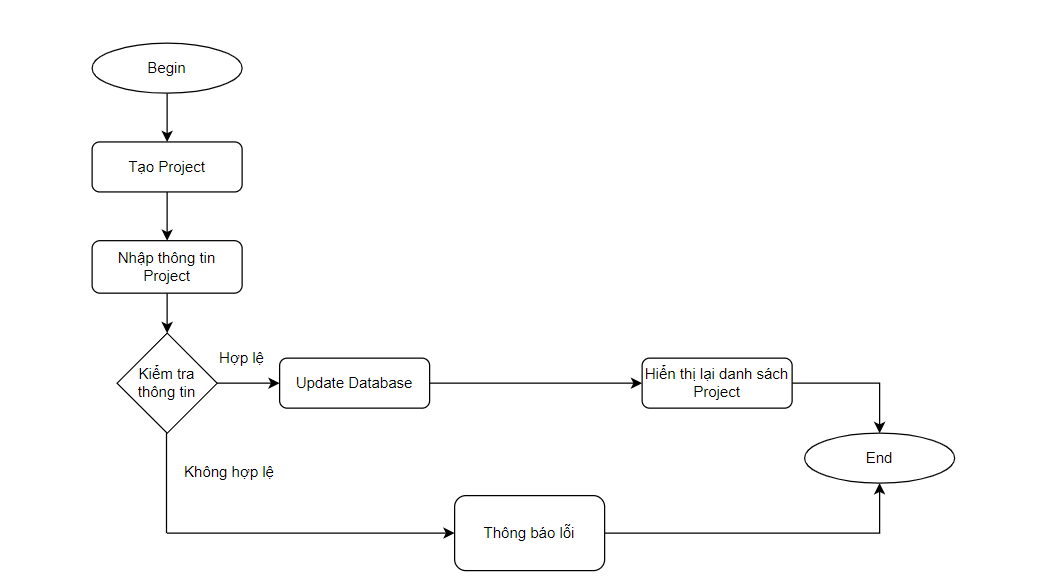 Begin
Tạo Project
Nhập thông tin
Project
Kiểm tra
thông tin
Hợp lệ
Update Database
Hiển thị lại danh sách
Project
End
Không hợp lệ
Thông báo lỗi